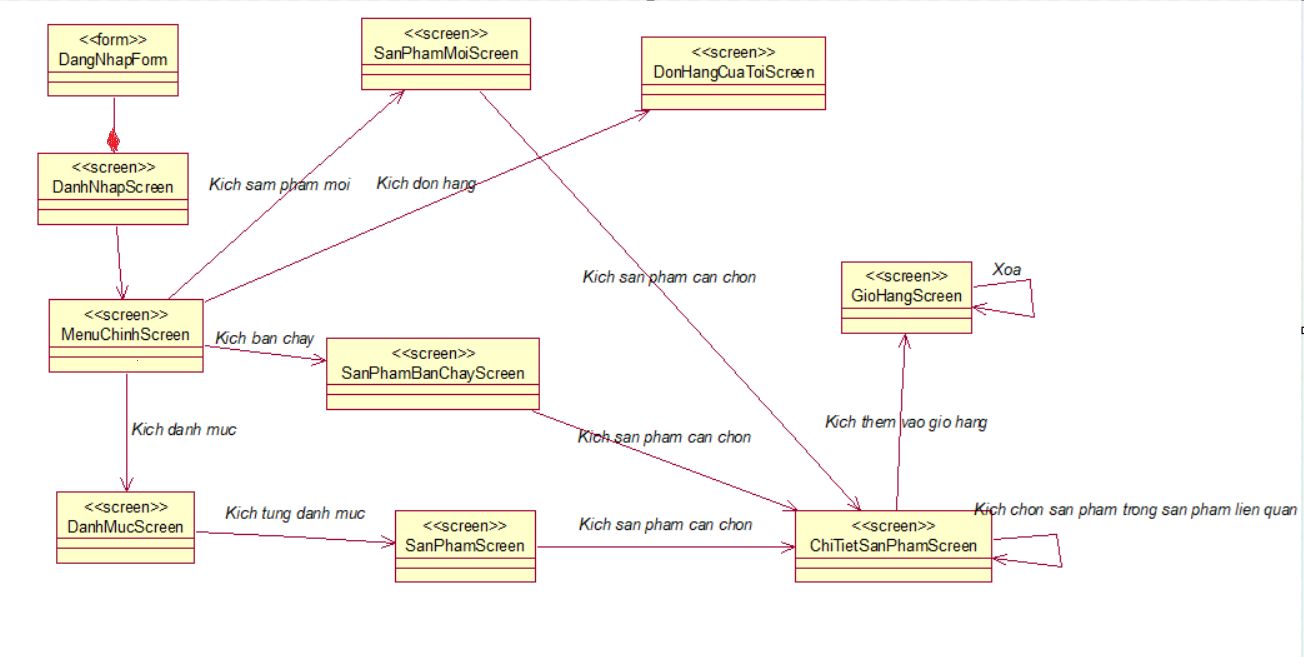 <<form>>
DangNhapForm
<<screen>>
SanPhamMoiScreen
<<screen>>
DonHangCuaToiScreen
<<screen>>
DanhNhapScreen
Kich sam pham moi
Kich don hang
Kich san pham can chon
<<screen>>
GioHangScreen
Xoa
<<screen>>
MenuChinhScreen
Kich ban chay
<<screen>>
SanPhamBanChayScreen
Kich danh muc
Kich san pham can chon
Kich them vao gio hang
<<screen>>
DanhMucScreen
Kich tung danh muc
<<screen>>
SanPhamScreen
Kich san pham can chon
<<screen>>
ChiTietSanPhamScreen
Kich chon san pham trong san pham lien quan